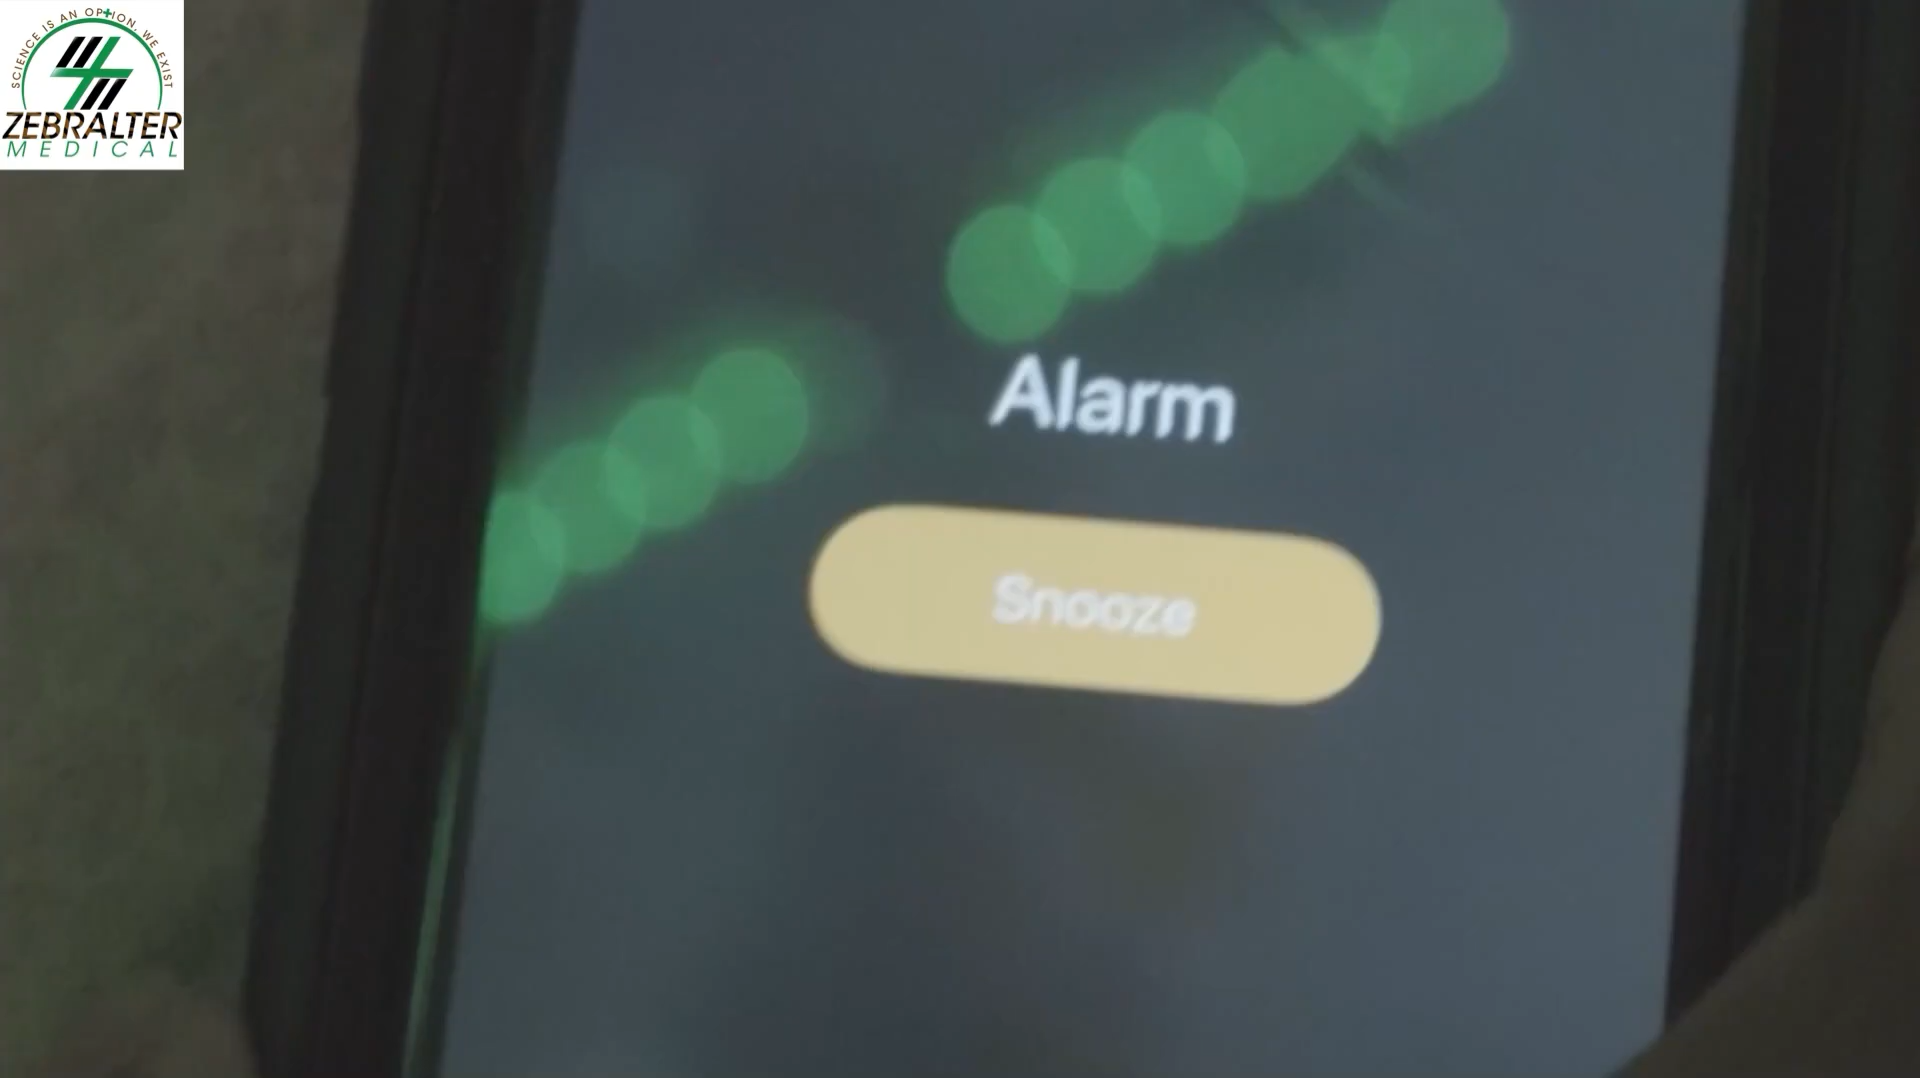 SCIENCE IS AN OPTION, WE EXIST
ZEBRALTER
MEDICAL
Alarm
Snooze